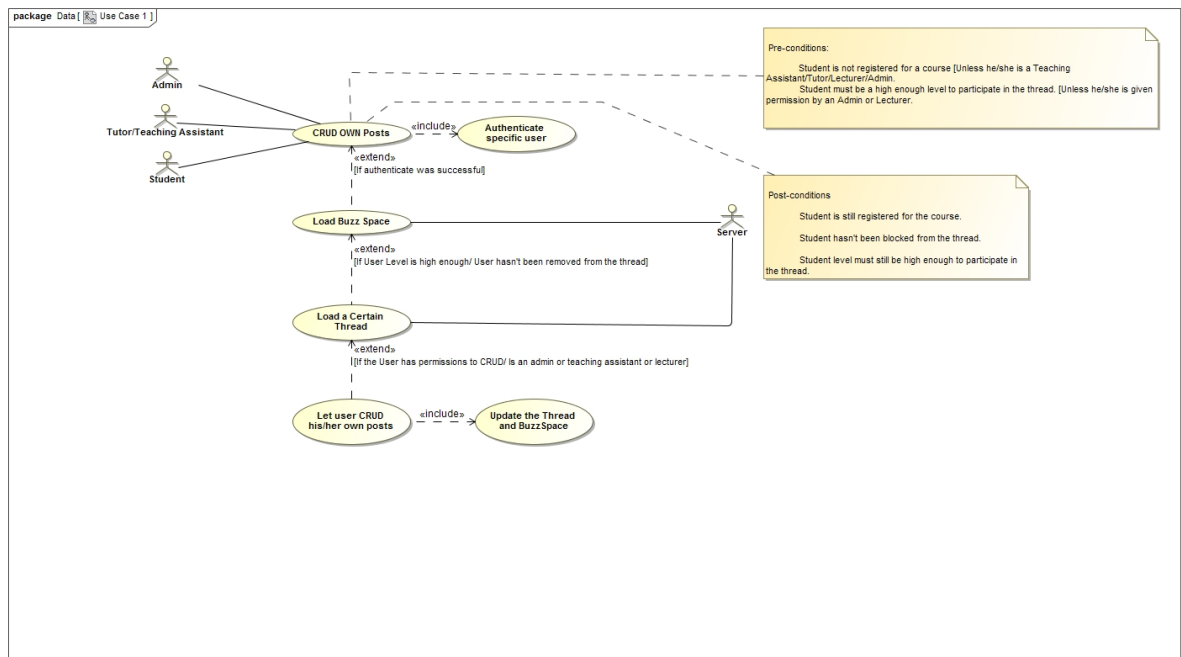 package Data [ Use Case 1 ]
Admin
Tutor/Teaching Assistant
Student
CRUD OWN Posts
«include»
Authenticate
specific user
«extend»
[If authenticate was successful]
Load Buzz Space
«extend»
[If User Level is high enough/ User hasn't been removed from the thread]
Load a Certain
Thread
«extend»
[If the User has permissions to CRUD/ Is an admin or teaching assistant or lecturer]
Let user CRUD
his/her own posts
«include»
Update the Thread
and BuzzSpace
Server
Pre-conditions:
Student is not registered for a course [Unless he/she is a Teaching
Assistant/Tutor/Lecturer/Admin.
Student must be a high enough level to participate in the thread. [Unless he/she is given
permission by an Admin or Lecturer.
Post-conditions
Student is still registered for the course.
Student hasn't been blocked from the thread.
Student level must still be high enough to participate in
the thread.